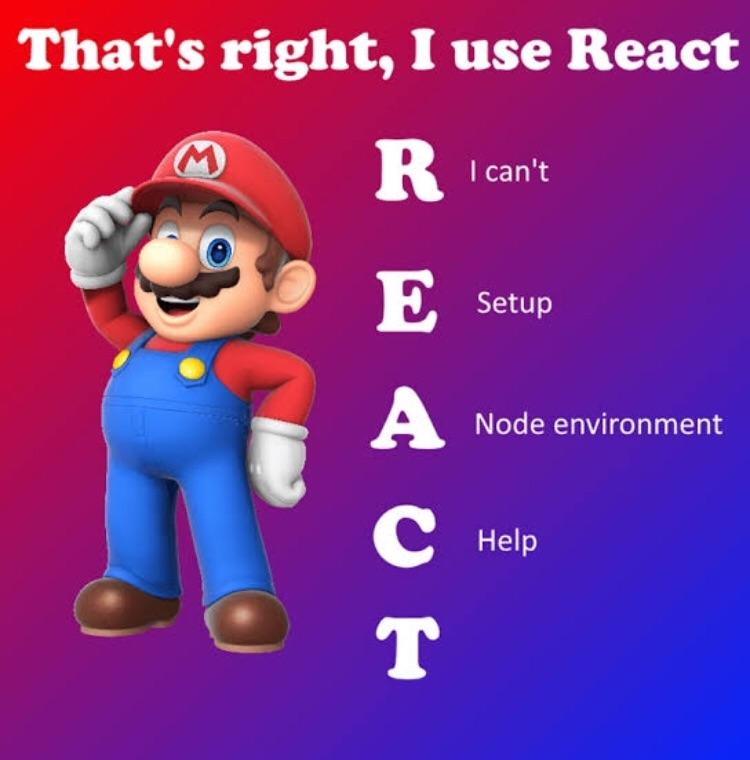 That's right, I use React
M
R I can't
E Setup
A Node environment
C Help
T